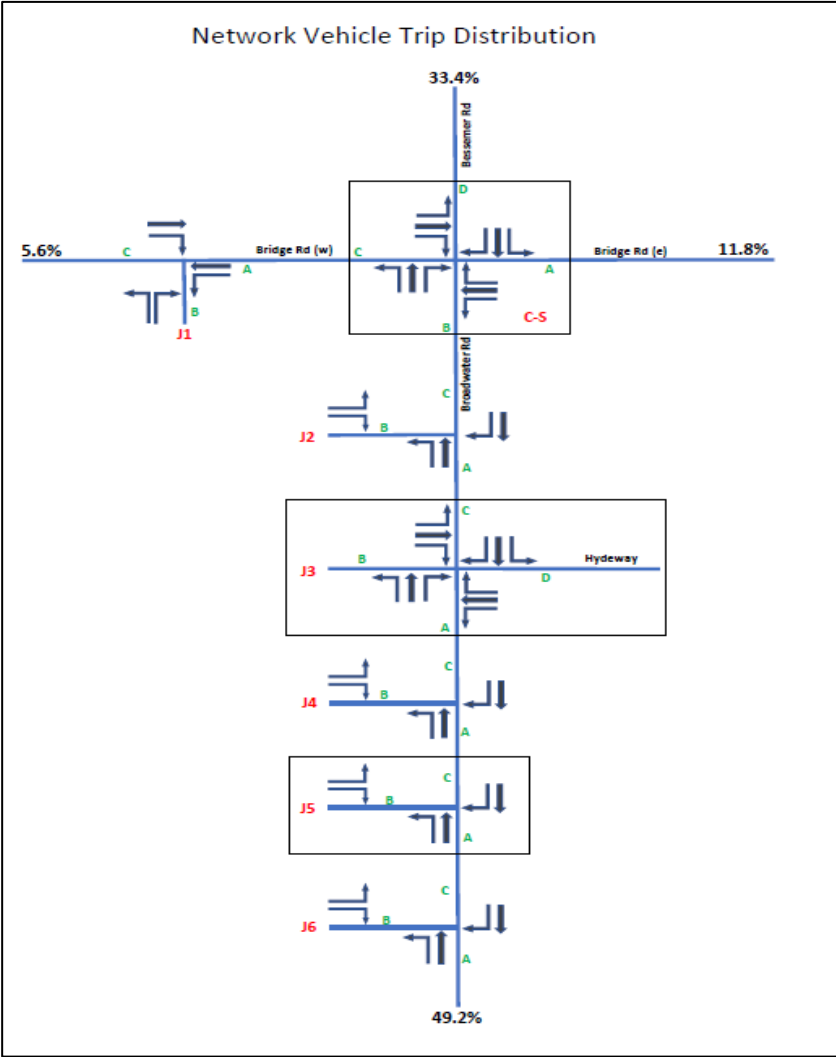 Network Vehicle Trip Distribution
33.4%
Bessemer Rd
D
5.6%
C
Bridge Rd (w)
C
Bridge Rd (e)
11.8%
A
A
B
J1
C-S
B
Broadwater Rd
C
J2
B
A
C
B
Hydeway
J3
D
A
C
J4
B
A
C
J5
B
A
C
J6
B
A
49.2%